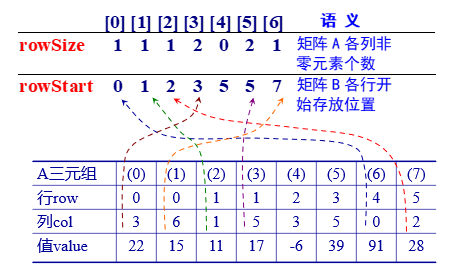 [0] [1] [2] [3] [4] [5] [6] 语 义
rowSize 1 1 1 2 0 2 1 矩阵 A 各列非
零元素个数
rowStart 0 1 2 3 5 5 7 矩阵 B 各行开
始存放位置
A三元组 (0) (1) (2) (3) (4) (5) (6) (7)
行row 0 0 1 1 2 3 4 5
列col 3 6 1 5 3 5 0 2
值value 22 15 11 17 -6 39 91 28